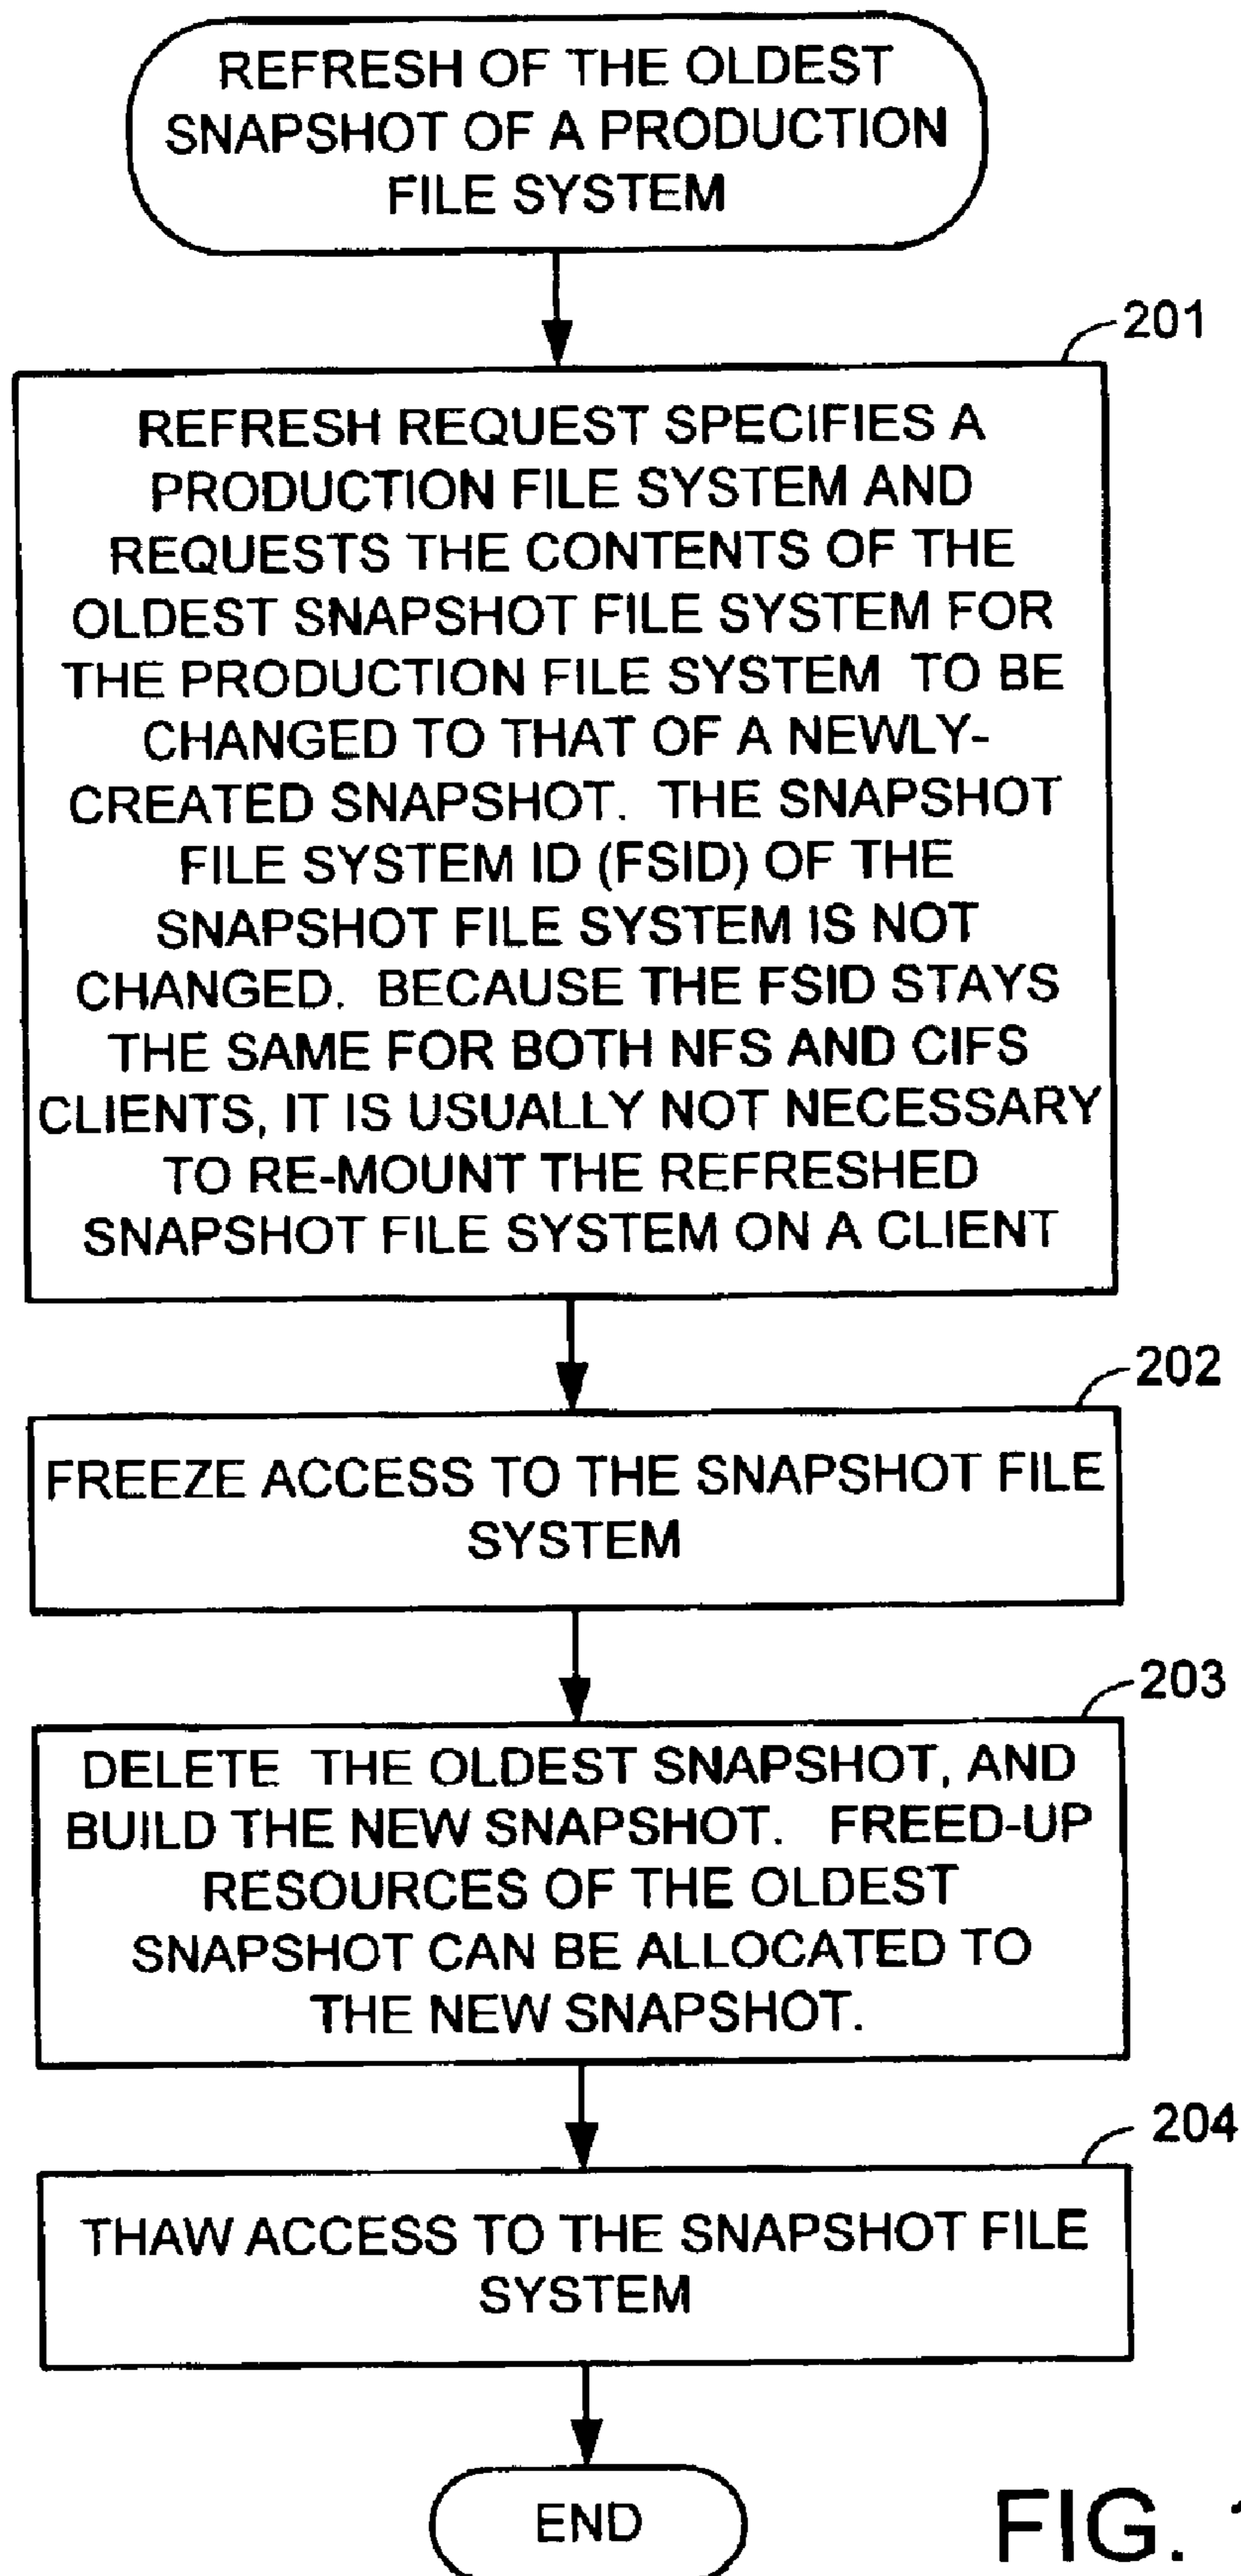 REFRESH OF THE OLDEST
SNAPSHOT OF A PRODUCTION
FILE SYSTEM
201
REFRESH REQUEST SPECIFIES A
PRODUCTION FILE SYSTEM AND
REQUESTS THE CONTENTS OF THE
OLDEST SNAPSHOT FILE SYSTEM FOR
THE PRODUCTION FILE SYSTEM TO BE
CHANGED TO THAT OF A NEWLY-
CREATED SNAPSHOT. THE SNAPSHOT
FILE SYSTEM ID (FSID) OF THE
SNAPSHOT FILE SYSTEM IS NOT
CHANGED. BECAUSE THE FSID STAYS
THE SAME FOR BOTH NFS AND CIFS
CLIENTS, IT IS USUALLY NOT NECESSARY
TO RE-MOUNT THE REFRESHED
SNAPSHOT FILE SYSTEM ON A CLIENT
202
FREEZE ACCESS TO THE SNAPSHOT FILE
SYSTEM
203
DELETE THE OLDEST SNAPSHOT, AND
BUILD THE NEW SNAPSHOT. FREED-UP
RESOURCES OF THE OLDEST
SNAPSHOT CAN BE ALLOCATED TO
THE NEW SNAPSHOT.
204
THAW ACCESS TO THE SNAPSHOT FILE
SYSTEM
END
FIG.